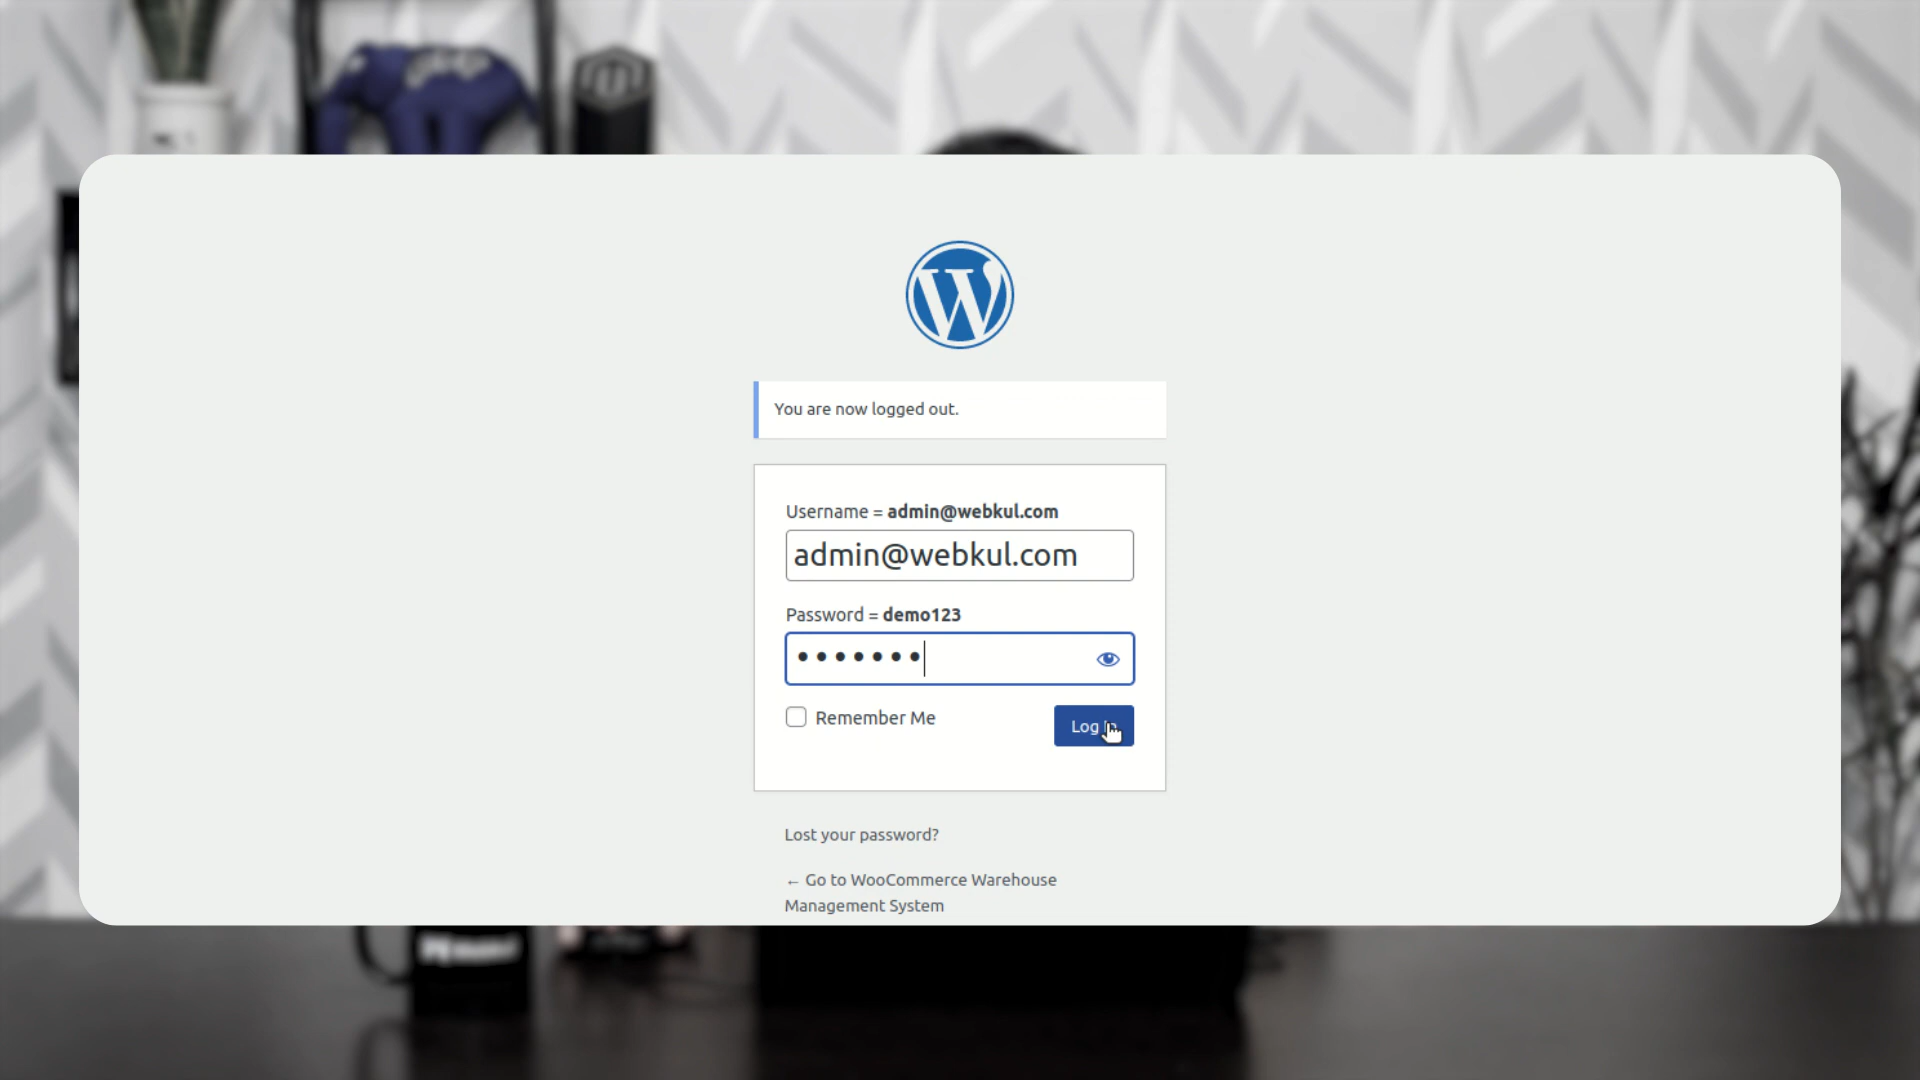 You are now logged out.
Username = admin@webkul.com
admin@webkul.com
Password = demo123
Remember Me
Log
Lost your password?
← Go to WooCommerce Warehouse
Management System